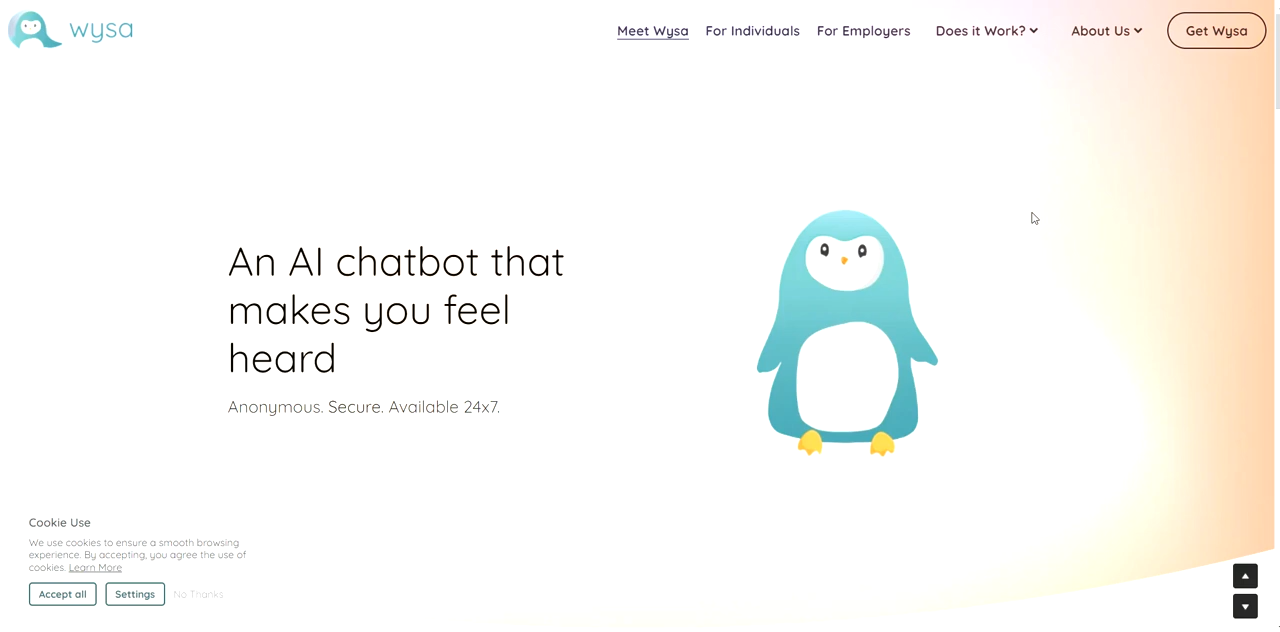 wysa
Meet Wysa For Individuals For Employers Does it Work? About Us Get Wysa
An AI chatbot that
makes you feel
heard
Anonymous. Secure. Available 24x7.
Cookie Use
We use cookies to ensure a smooth browsing
experience. By accepting, you agree the use of
cookies. Learn More
Accept all Settings No Thanks